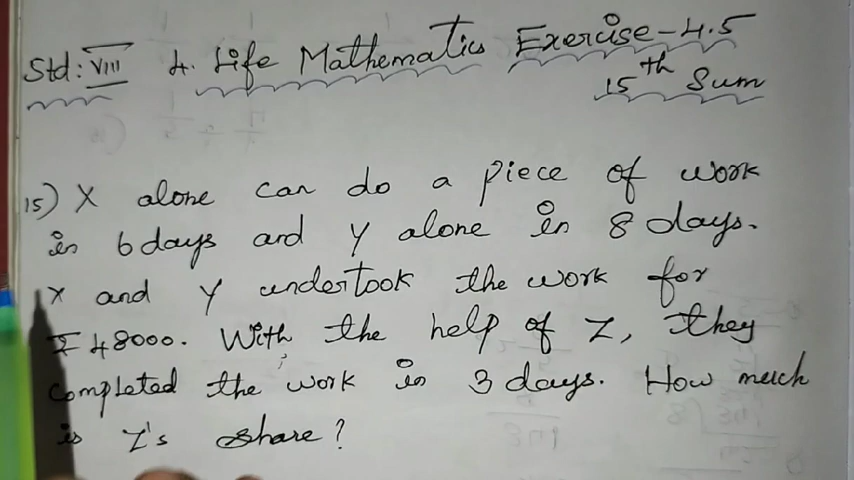 Std: VIII 4. Life Mathematics Exercise-4.5
15th Sum
15) X alone can do a piece of work
in 6 days and Y alone in 8 days.
X and Y undertook the work for
₹ 48000. With the help of Z, they
completed the work in 3 days. How much
is Z's share?